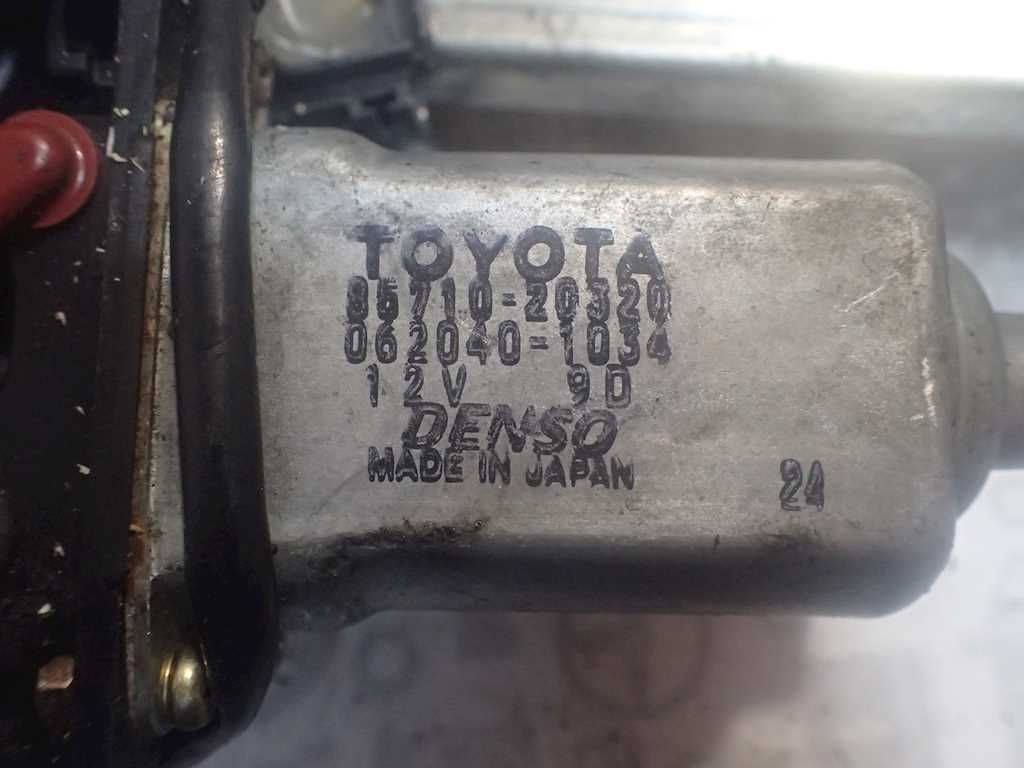 TOYOTA
85710-20320
062040-1034
12V 9D
DENSO
MADE IN JAPAN
24